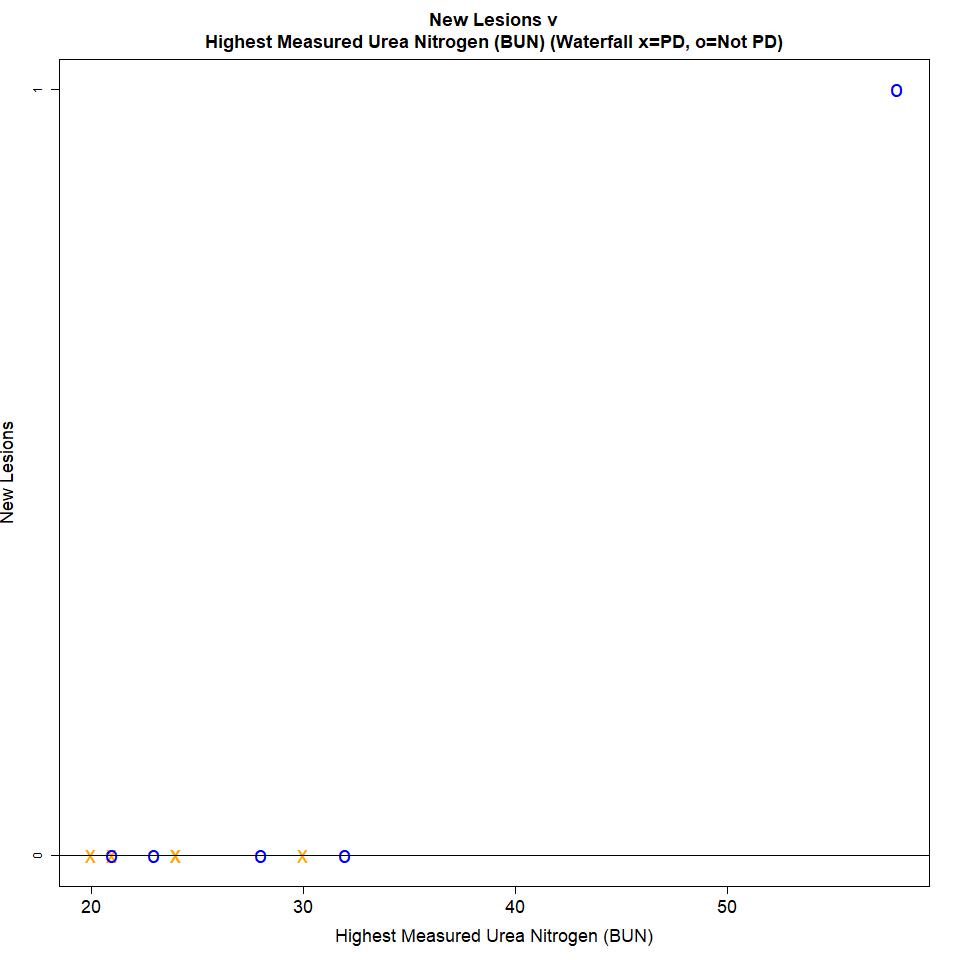 New Lesions v
Highest Measured Urea Nitrogen (BUN) (Waterfall x=PD, o=Not PD)
1
New Lesions
0
20 30 40 50
Highest Measured Urea Nitrogen (BUN)